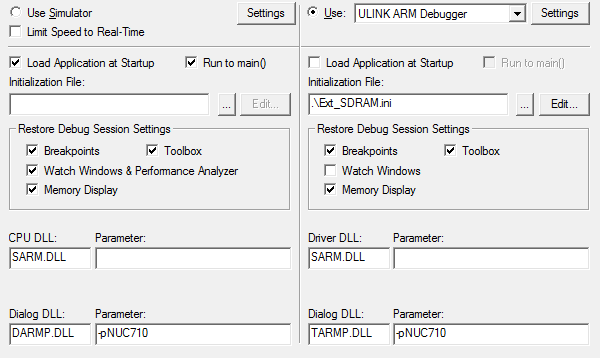 Use Simulator
Settings
Limit Speed to Real-Time
Load Application at Startup
Run to main()
Initialization File:
...
Edit...
Restore Debug Session Settings
Breakpoints
Toolbox
Watch Windows & Performance Analyzer
Memory Display
CPU DLL:
Parameter:
SARM.DLL
Dialog DLL:
Parameter:
DARMP.DLL
-pNUC710
Use:
ULINK ARM Debugger
Settings
Load Application at Startup
Run to main()
Initialization File:
.\Ext_SDRAM.ini
...
Edit...
Restore Debug Session Settings
Breakpoints
Toolbox
Watch Windows
Memory Display
Driver DLL:
Parameter:
SARM.DLL
Dialog DLL:
Parameter:
TARMP.DLL
-pNUC710